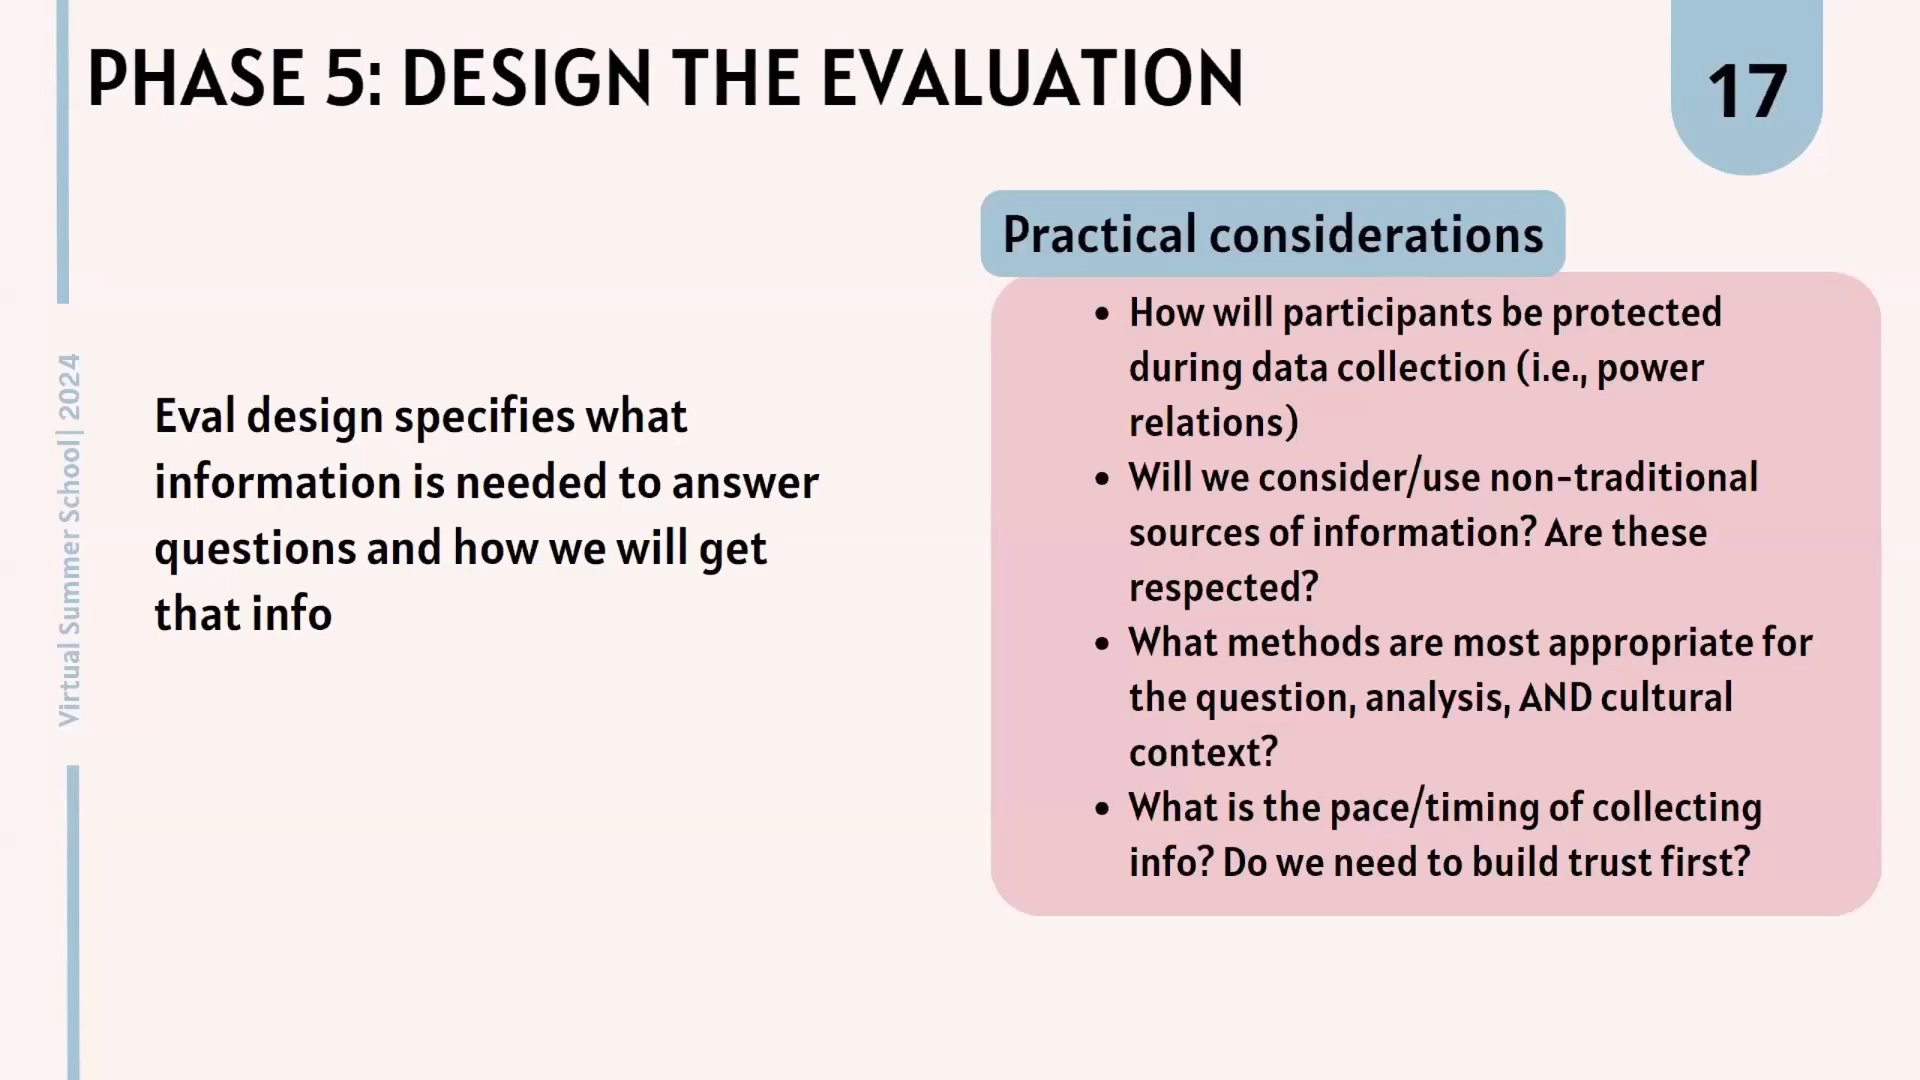 PHASE 5: DESIGN THE EVALUATION
17
Virtual Summer School| 2024
Eval design specifies what
information is needed to answer
questions and how we will get
that info
Practical considerations
• How will participants be protected
during data collection (i.e., power
relations)
• Will we consider/use non-traditional
sources of information? Are these
respected?
• What methods are most appropriate for
the question, analysis, AND cultural
context?
• What is the pace/timing of collecting
info? Do we need to build trust first?